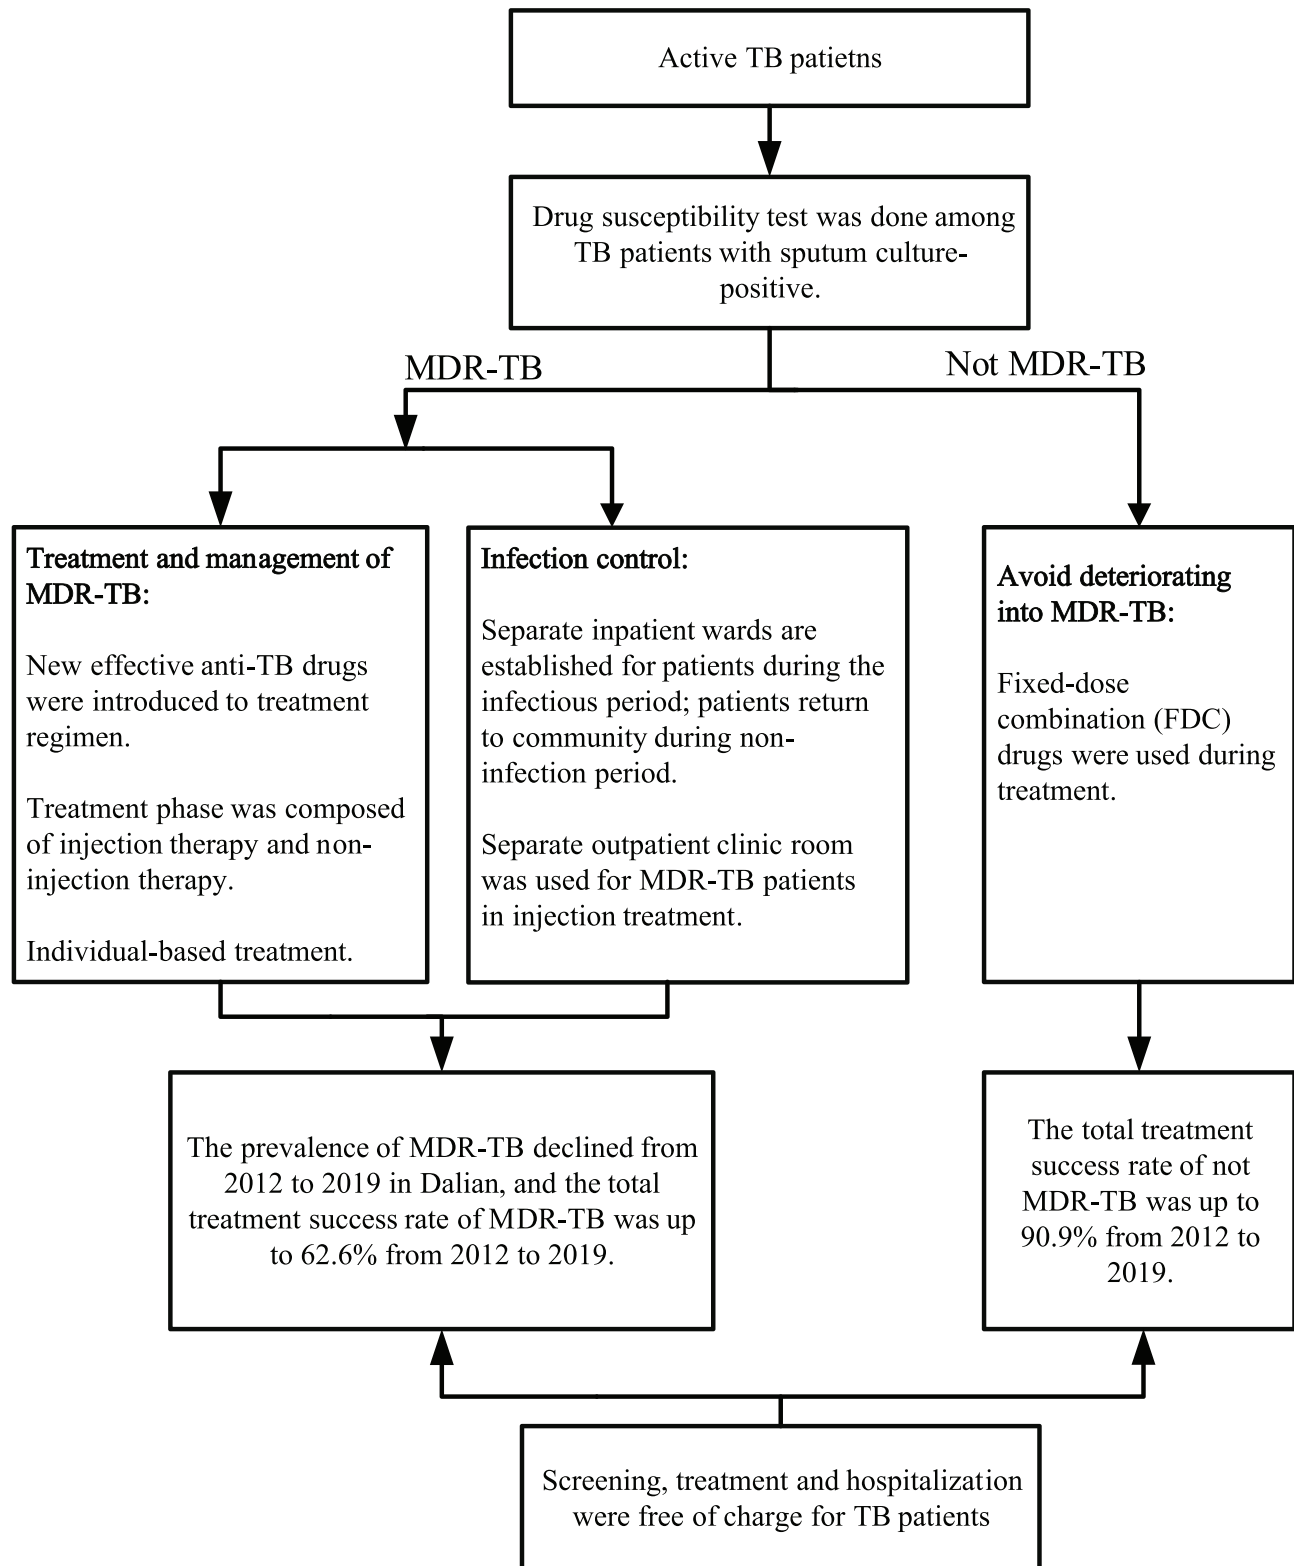 Active TB patietns
Drug susceptibility test was done among
TB patients with sputum culture-
positive.
MDR-TB
Not MDR-TB
Treatment and management of
MDR-TB:
New effective anti-TB drugs
were introduced to treatment
regimen.
Treatment phase was composed
of injection therapy and non-
injection therapy.
Individual-based treatment.
Infection control:
Separate inpatient wards are
established for patients during the
infectious period; patients return
to community during non-
infection period.
Separate outpatient clinic room
was used for MDR-TB patients
in injection treatment.
Avoid deteriorating
into MDR-TB:
Fixed-dose
combination (FDC)
drugs were used during
treatment.
The prevalence of MDR-TB declined from
2012 to 2019 in Dalian, and the total
treatment success rate of MDR-TB was up
to 62.6% from 2012 to 2019.
The total treatment
success rate of not
MDR-TB was up to
90.9% from 2012 to
2019.
Screening, treatment and hospitalization
were free of charge for TB patients